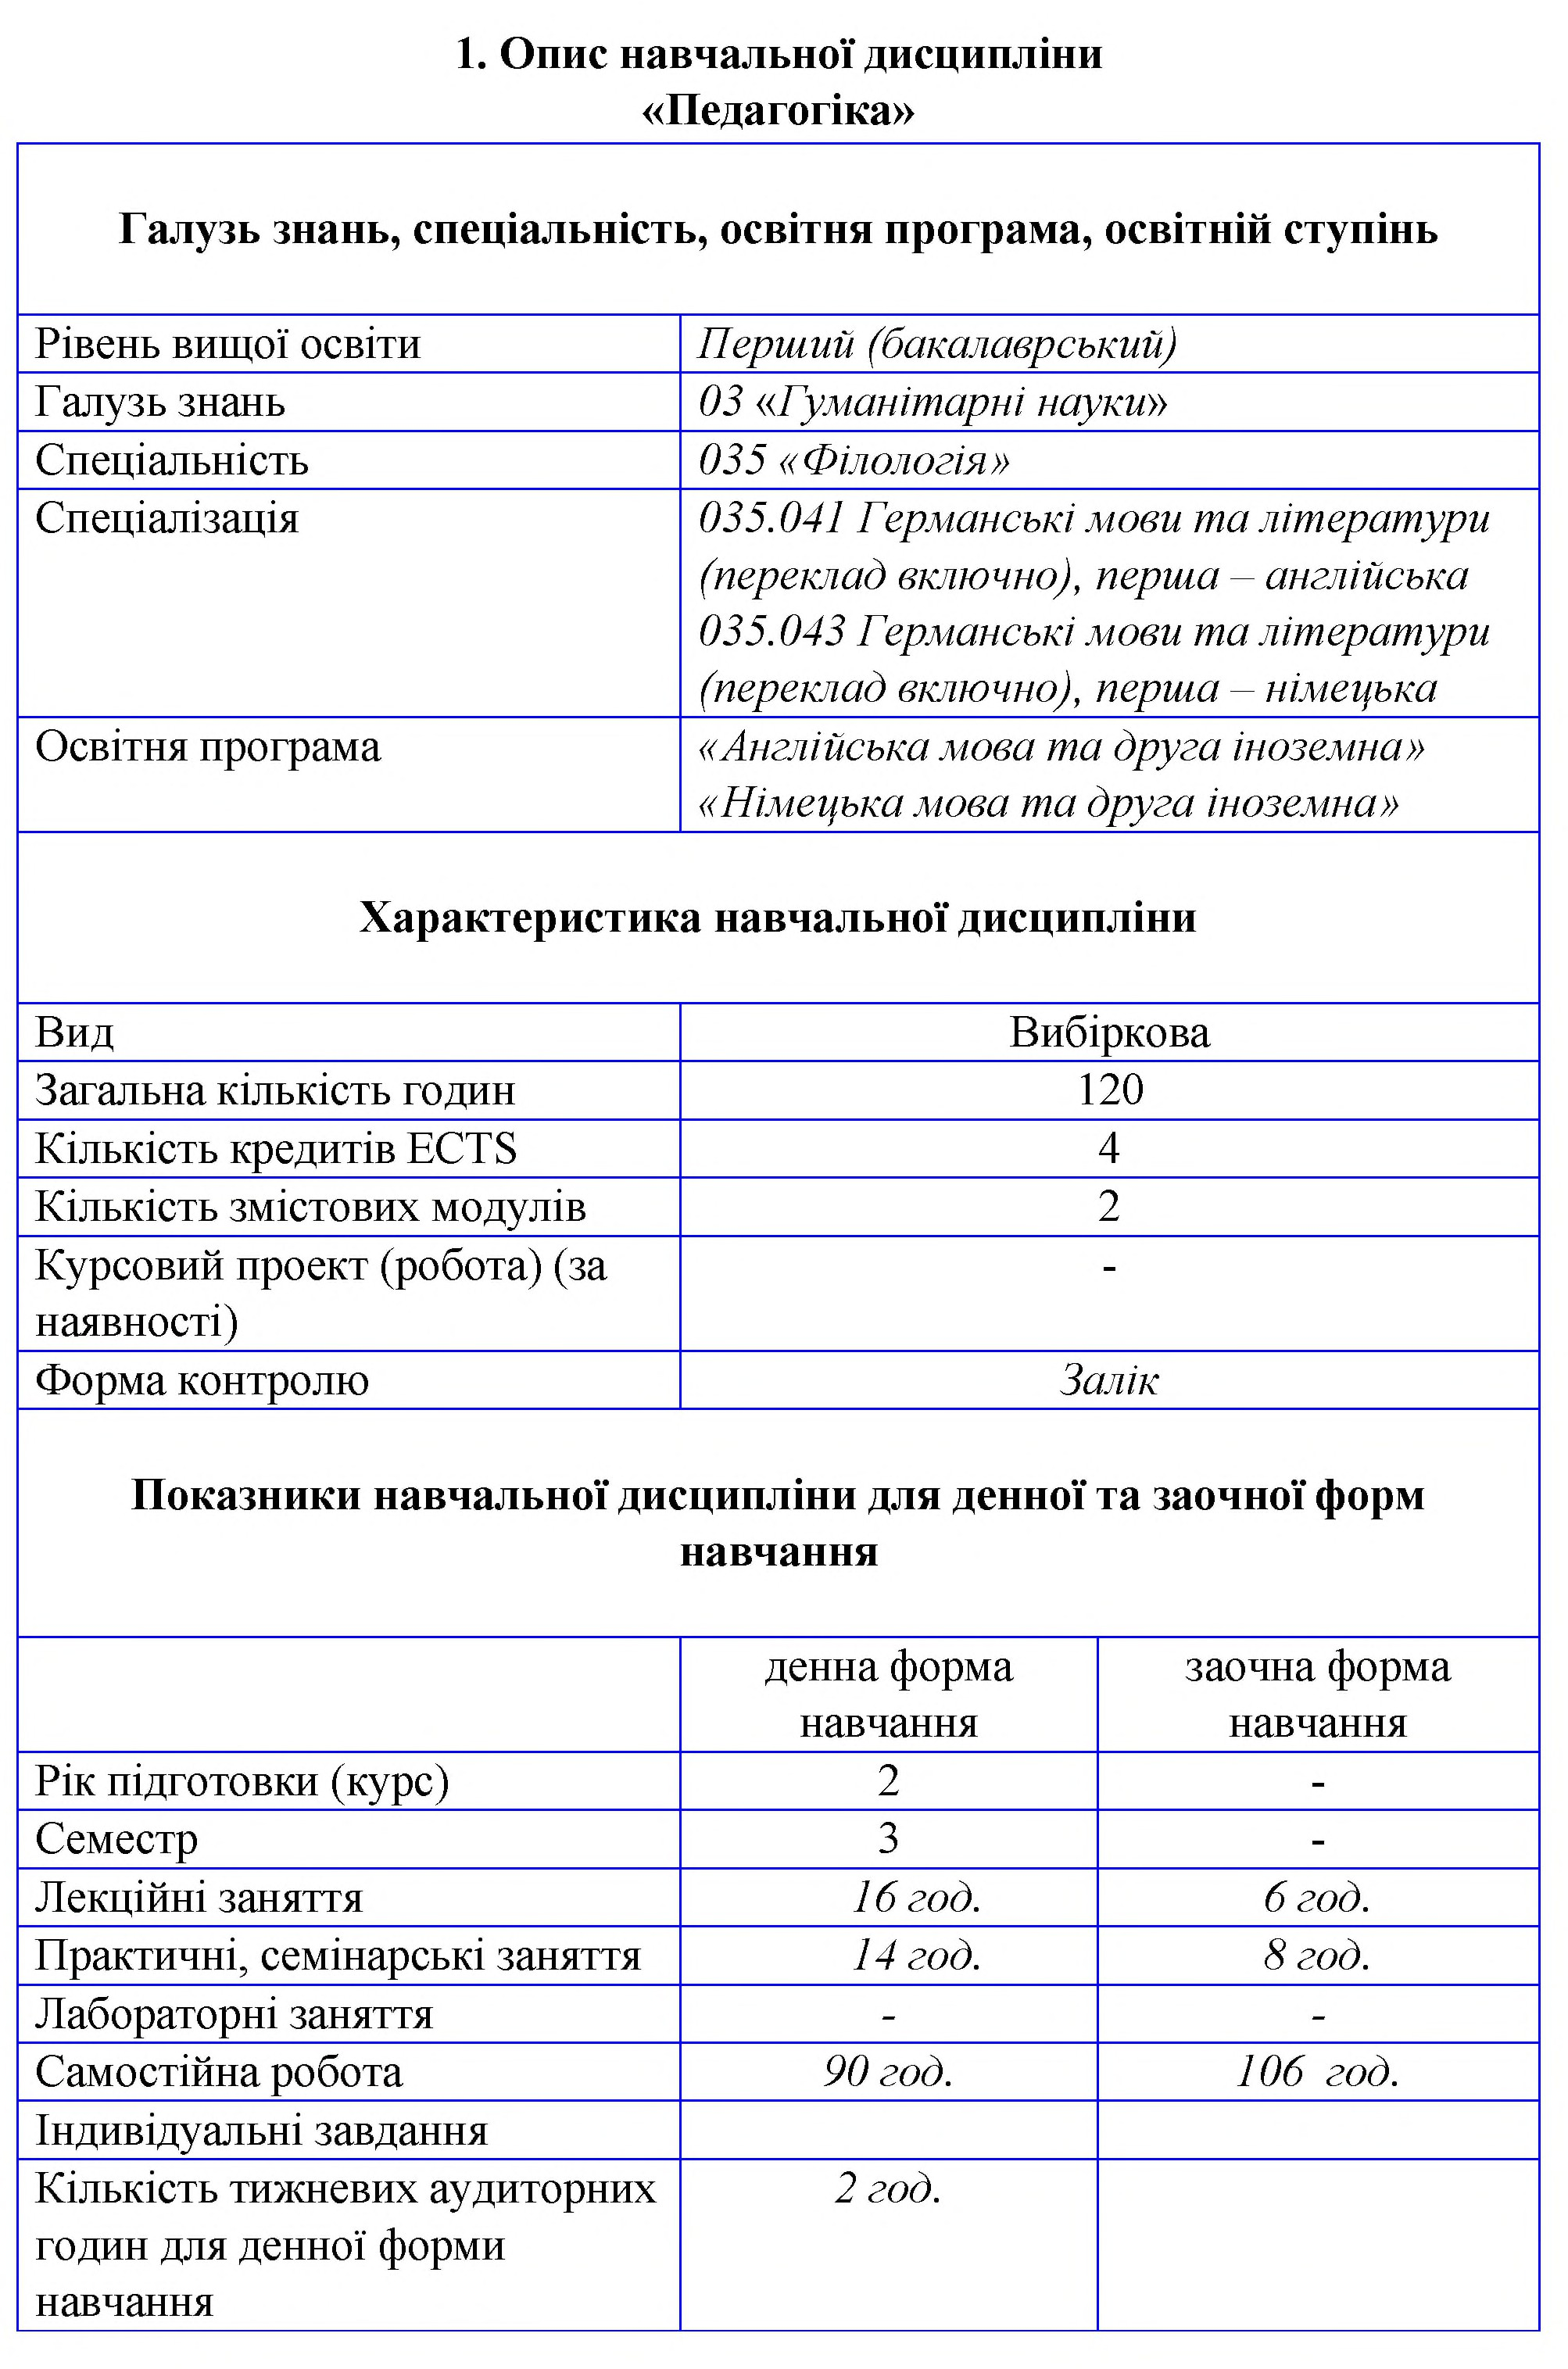 1. Опис навчальної дисципліни
«Педагогіка»
Галузь знань, спеціальність, освітня програма, освітній ступінь
Рівень вищої освіти Перший (бакалаврський)
Галузь знань 03 «Гуманітарні науки»
Спеціальність 035 «Філологія»
Спеціалізація 035.041 Германські мови та літератури
(переклад включно), перша – англійська
035.043 Германські мови та літератури
(переклад включно), перша – німецька
Освітня програма «Англійська мова та друга іноземна»
«Німецька мова та друга іноземна»
Характеристика навчальної дисципліни
Вид Вибіркова
Загальна кількість годин 120
Кількість кредитів ECTS 4
Кількість змістових модулів 2
Курсовий проект (робота) (за -
наявності)
Форма контролю Залік
Показники навчальної дисципліни для денної та заочної форм
навчання
денна форма заочна форма
навчання навчання
Рік підготовки (курс) 2 -
Семестр 3 -
Лекційні заняття 16 год. 6 год.
Практичні, семінарські заняття 14 год. 8 год.
Лабораторні заняття - -
Самостійна робота 90 год. 106 год.
Індивідуальні завдання
Кількість тижневих аудиторних 2 год.
годин для денної форми
навчання